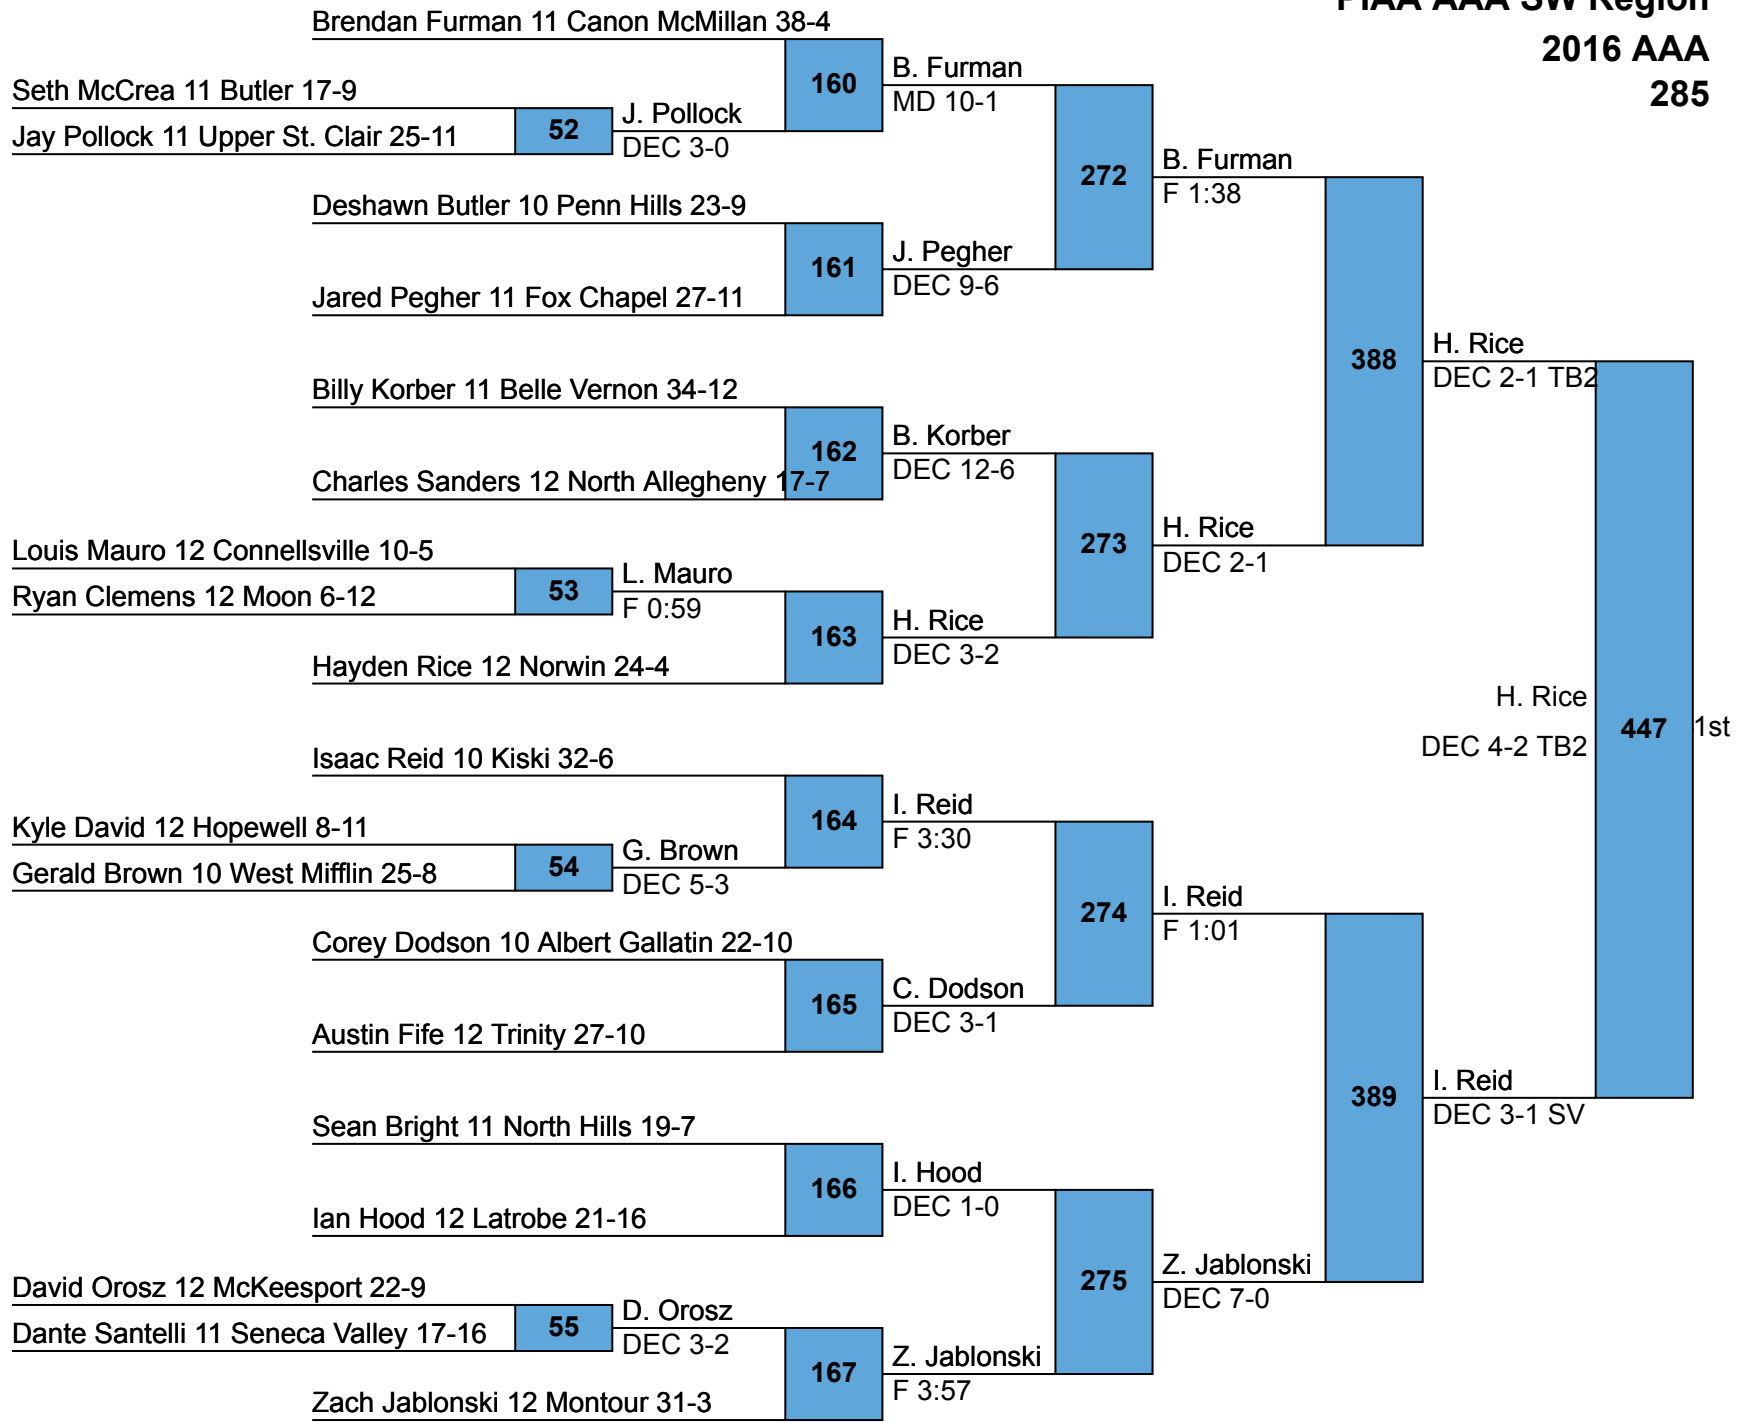 PIAA AAA SW Region
2016 AAA
285
Brendan Furman 11 Canon McMillan 38-4
160
B. Furman
MD 10-1
Seth McCrea 11 Butler 17-9
52
Jay Pollock 11 Upper St. Clair 25-11
J. Pollock
DEC 3-0
272
B. Furman
F 1:38
Deshawn Butler 10 Penn Hills 23-9
161
Jared Pegher 11 Fox Chapel 27-11
J. Pegher
DEC 9-6
388
H. Rice
DEC 2-1 TB2
Billy Korber 11 Belle Vernon 34-12
162
Charles Sanders 12 North Allegheny 17-7
B. Korber
DEC 12-6
273
H. Rice
DEC 2-1
Louis Mauro 12 Connellsville 10-5
53
Ryan Clemens 12 Moon 6-12
L. Mauro
F 0:59
163
Hayden Rice 12 Norwin 24-4
H. Rice
DEC 3-2
H. Rice
DEC 4-2 TB2
447
1st
Isaac Reid 10 Kiski 32-6
164
I. Reid
F 3:30
Kyle David 12 Hopewell 8-11
54
Gerald Brown 10 West Mifflin 25-8
G. Brown
DEC 5-3
274
I. Reid
F 1:01
Corey Dodson 10 Albert Gallatin 22-10
165
Austin Fife 12 Trinity 27-10
C. Dodson
DEC 3-1
389
I. Reid
DEC 3-1 SV
Sean Bright 11 North Hills 19-7
166
Ian Hood 12 Latrobe 21-16
I. Hood
DEC 1-0
275
Z. Jablonski
DEC 7-0
David Orosz 12 McKeesport 22-9
55
Dante Santelli 11 Seneca Valley 17-16
D. Orosz
DEC 3-2
167
Zach Jablonski 12 Montour 31-3
Z. Jablonski
F 3:57